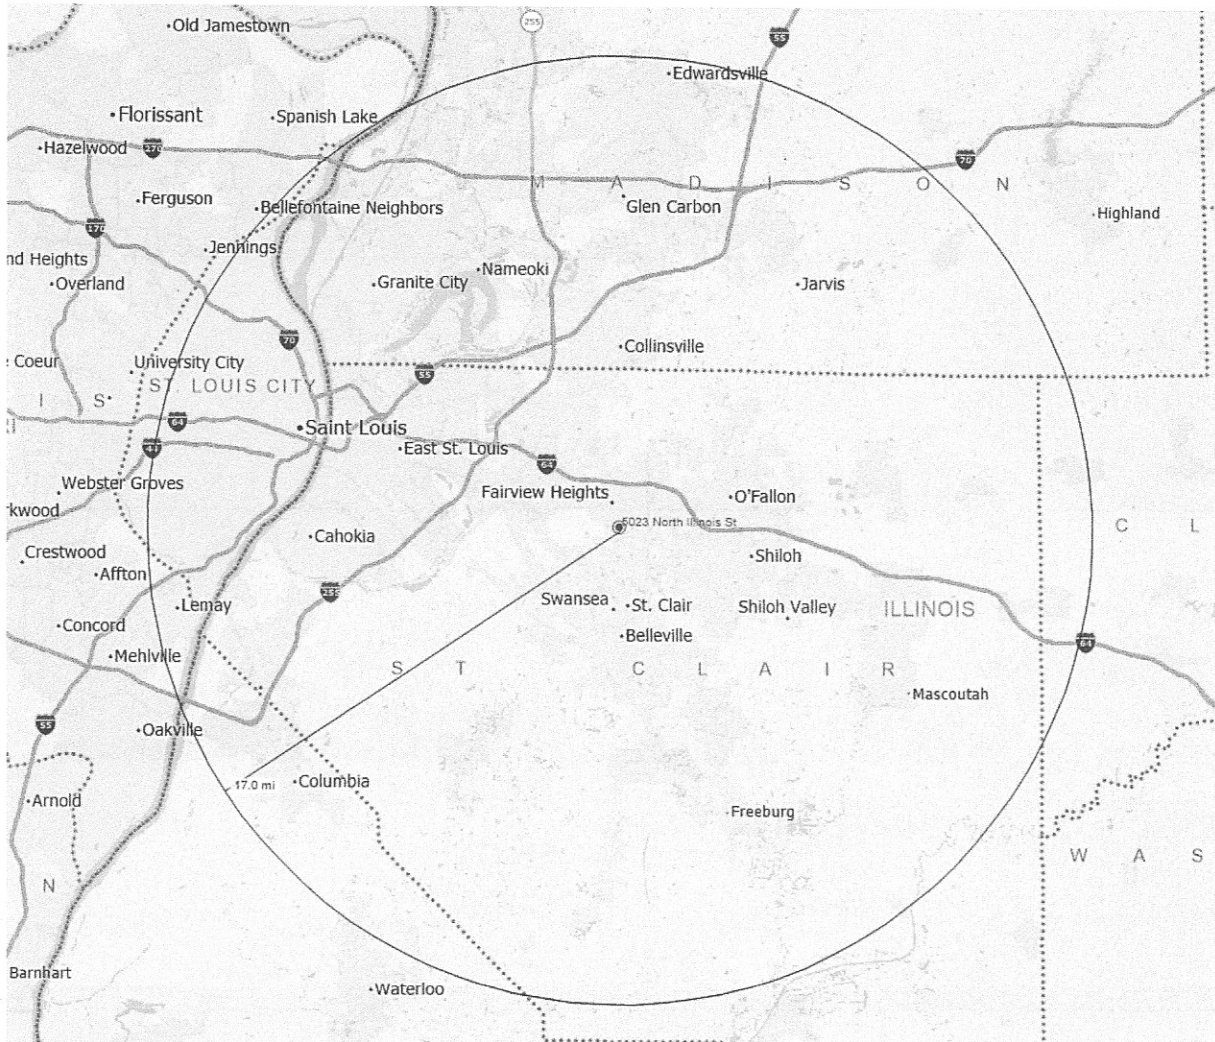 Old Jamestown
255
55
Edwardsville
Florissant
Spanish Lake
Hazelwood
270
70
M A D I S O N
Ferguson
Bellefontaine Neighbors
Glen Carbon
Highland
170
Jennings
nd Heights
Overland
Nameoki
Granite City
Jarvis
70
Collinsville
e Coeur
University City
ST. LOUIS CITY
55
I S
64
Saint Louis
44
East St. Louis
64
Webster Groves
Fairview Heights
O'Fallon
rkwood
5023 North Illinois St
C L
Cahokia
Crestwood
Shiloh
Affton
255
Swansea
St. Clair
Shiloh Valley
ILLINOIS
Lemay
Concord
Belleville
64
Mehlville
S T C L A I R
Mascoutah
55
Oakville
17.0 mi
Columbia
Arnold
Freeburg
W A S
N
Barnhart
Waterloo